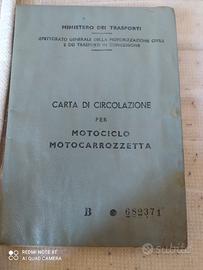 MINISTERO DEI TRASPORTI
ISPETTORATO GENERALE DELLA MOTORIZZAZIONE CIVILE
E DEI TRASPORTI IN CONCESSIONE
CARTA DI CIRCOLAZIONE
PER
MOTOCICLO
MOTOCARROZZETTA
B 682371
REDMI NOTE 8T
AI QUAD CAMERA
subito